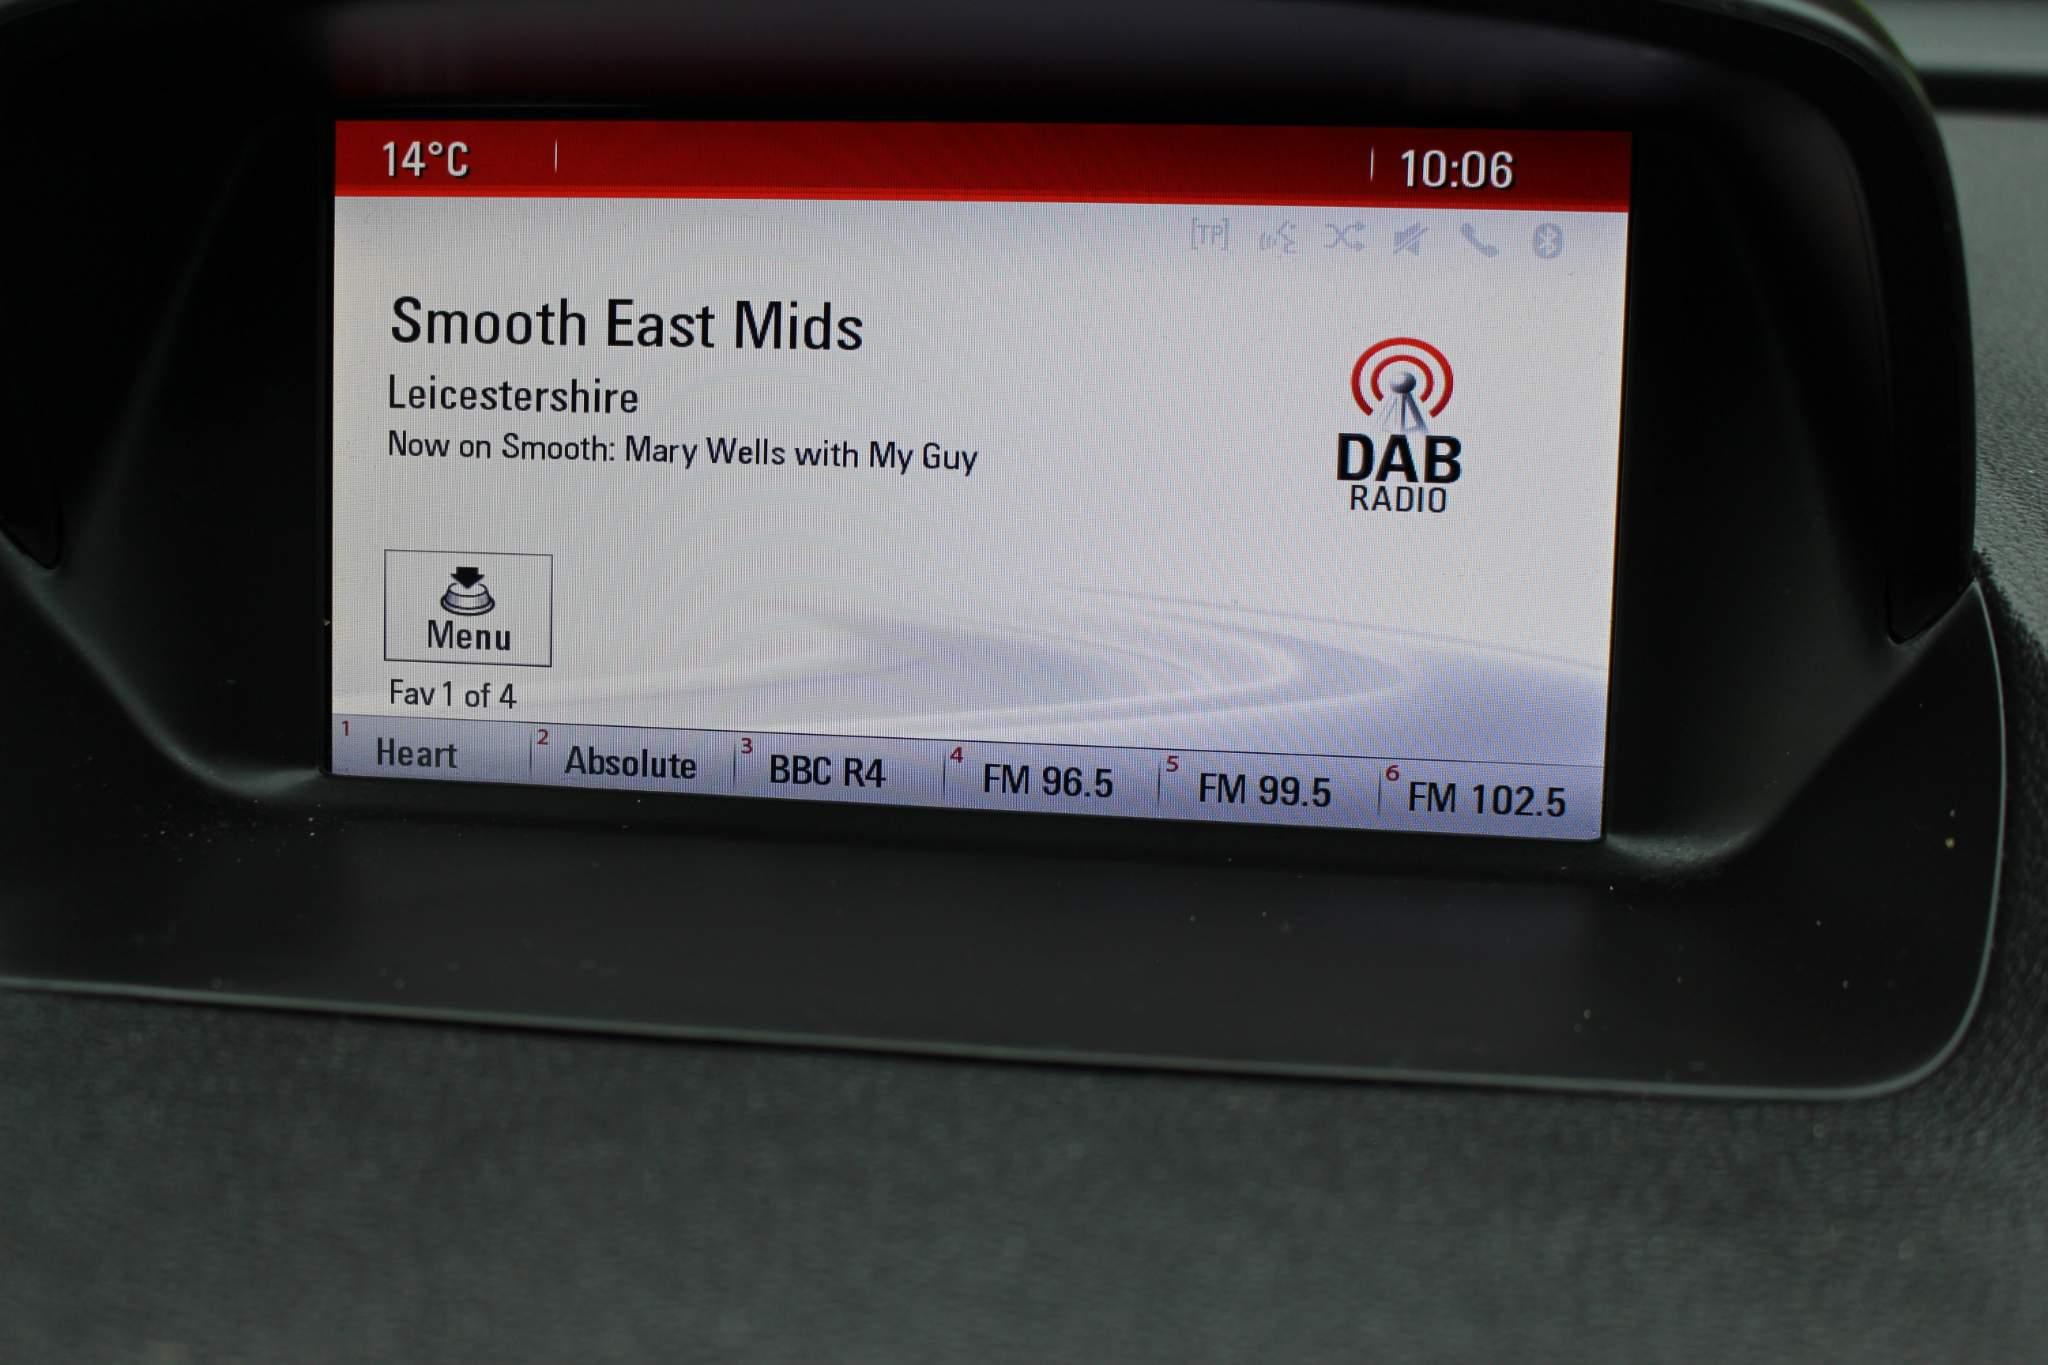 14°C
10:06
[TP]
Smooth East Mids
Leicestershire
Now on Smooth: Mary Wells with My Guy
DAB
RADIO
Menu
Fav 1 of 4
1 Heart 2 Absolute 3 BBC R4 4 FM 96.5 5 FM 99.5 6 FM 102.5